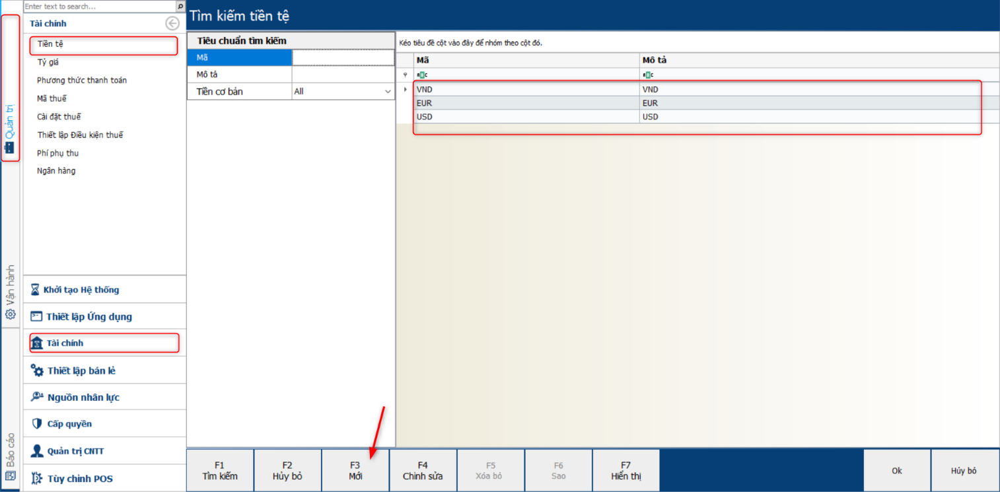 Enter text to search...
Tài chính
Tiền tệ
Tỷ giá
Phương thức thanh toán
Mã thuế
Cài đặt thuế
Thiết lập Điều kiện thuế
Phí phụ thu
Ngân hàng
Quản trị
Vận hành
Báo cáo
Khởi tạo Hệ thống
Thiết lập Ứng dụng
Tài chính
Thiết lập bán lẻ
Nguồn nhân lực
Cấp quyền
Quản trị CNTT
Tùy chỉnh POS
Tìm kiếm tiền tệ
Tiêu chuẩn tìm kiếm
Mã
Mô tả
Tiền cơ bản All
Kéo tiêu đề cột vào đây để nhóm theo cột đó.
Mã Mô tả
ABC ABC
VND VND
EUR EUR
USD USD
F1
Tìm kiếm
F2
Hủy bỏ
F3
Mới
F4
Chỉnh sửa
F5
Xóa bỏ
F6
Sao
F7
Hiển thị
Ok
Hủy bỏ